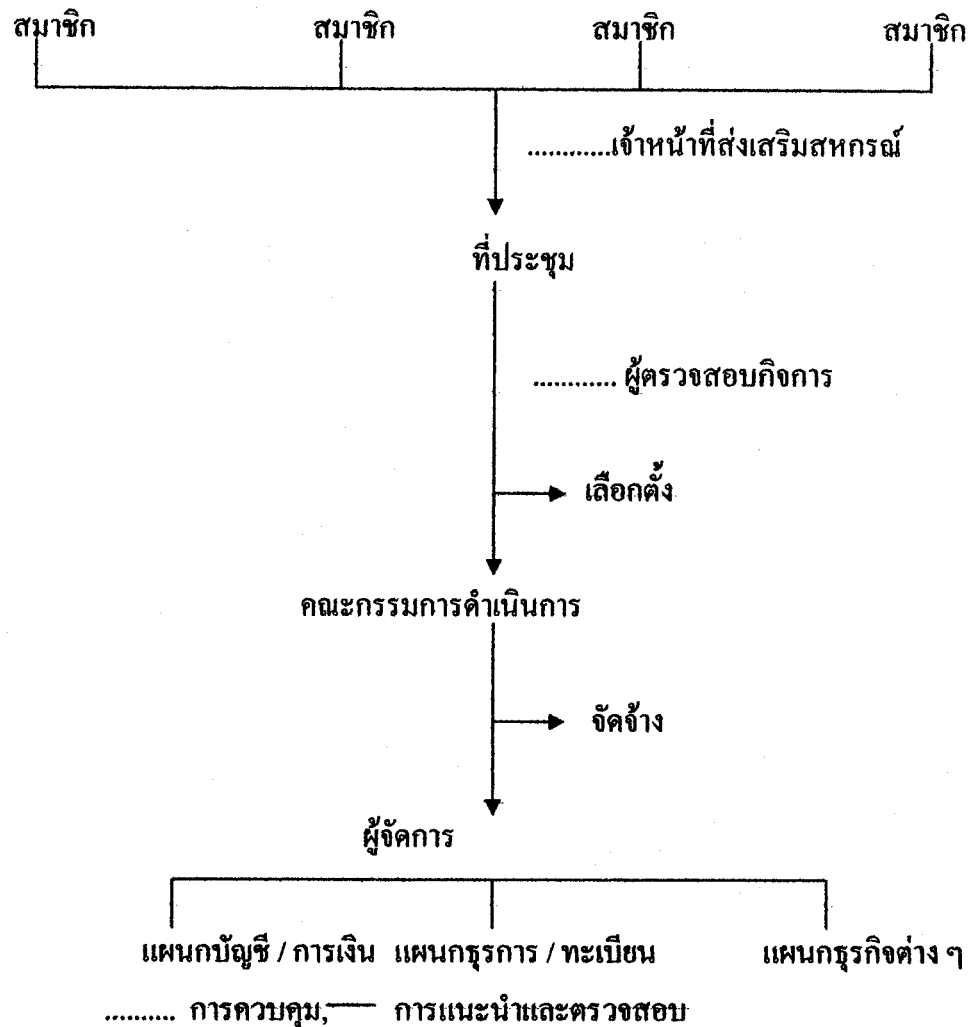 สมาชิก สมาชิก สมาชิก สมาชิก
............เจ้าหน้าที่ส่งเสริมสหกรณ์
ที่ประชุม
............ ผู้ตรวจสอบกิจการ
เลือกตั้ง
คณะกรรมการดำเนินการ
จัดจ้าง
ผู้จัดการ
แผนกบัญชี / การเงิน แผนกธุรการ / ทะเบียน แผนกธุรกิจต่าง ๆ
.......... การควบคุม, —— การแนะนำและตรวจสอบ